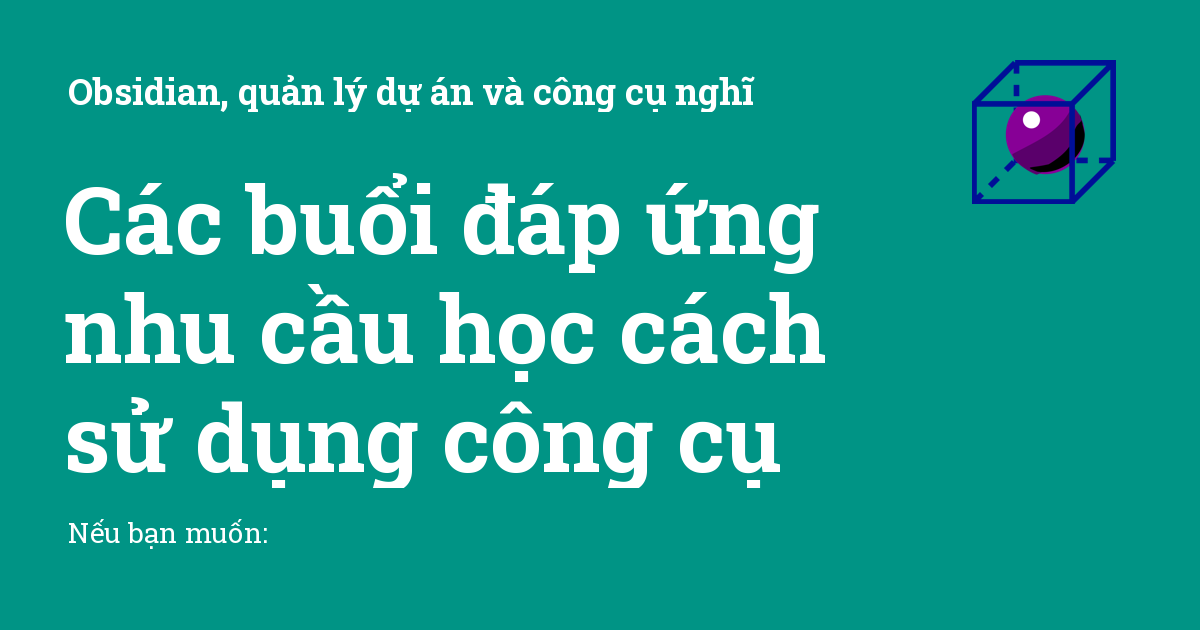 Obsidian, quản lý dự án và công cụ nghĩ
Các buổi đáp ứng
nhu cầu học cách
sử dụng công cụ
Nếu bạn muốn: